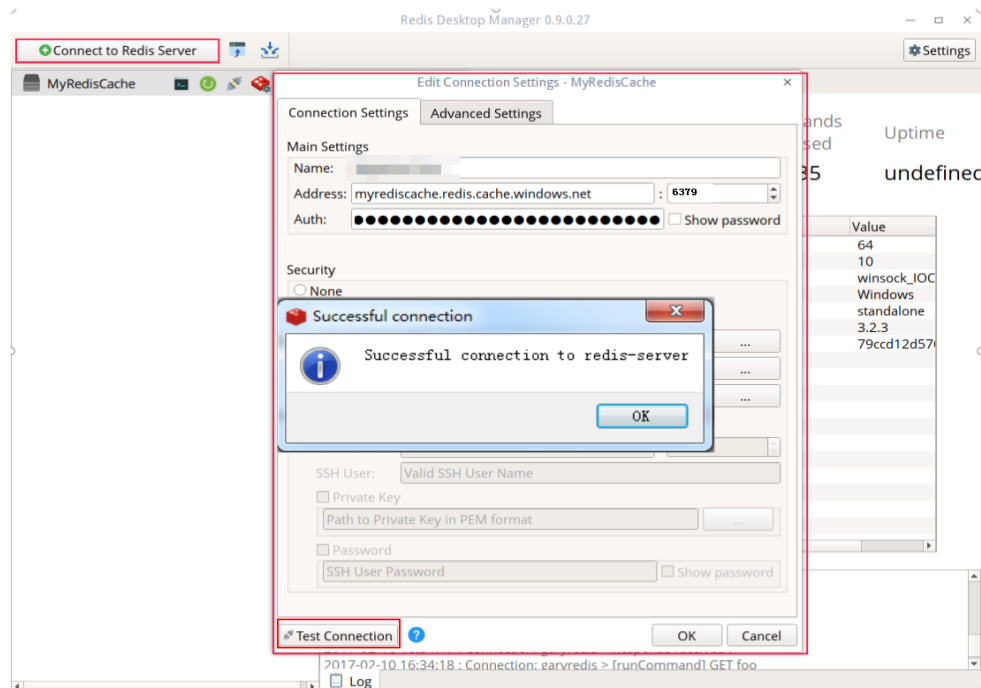 Redis Desktop Manager 0.9.0.27
Connect to Redis Server
Settings
MyRedisCache
Edit Connection Settings - MyRedisCache
Connection Settings
Advanced Settings
Main Settings
Name:
Address: myrediscache.redis.cache.windows.net : 6379
Auth: Show password
Security
None
Successful connection
Successful connection to redis-server
OK
SSH User: Valid SSH User Name
Private Key
Path to Private Key in PEM format
...
Password
SSH User Password
Show password
Test Connection
OK
Cancel
ands
sed
Uptime
35
undefined
Value
64
10
winsock_IOC
Windows
standalone
3.2.3
79ccd12d570
...
...
...
2017-02-10 16:34:18 : Connection: garyredis > [runCommand] GET foo
Log